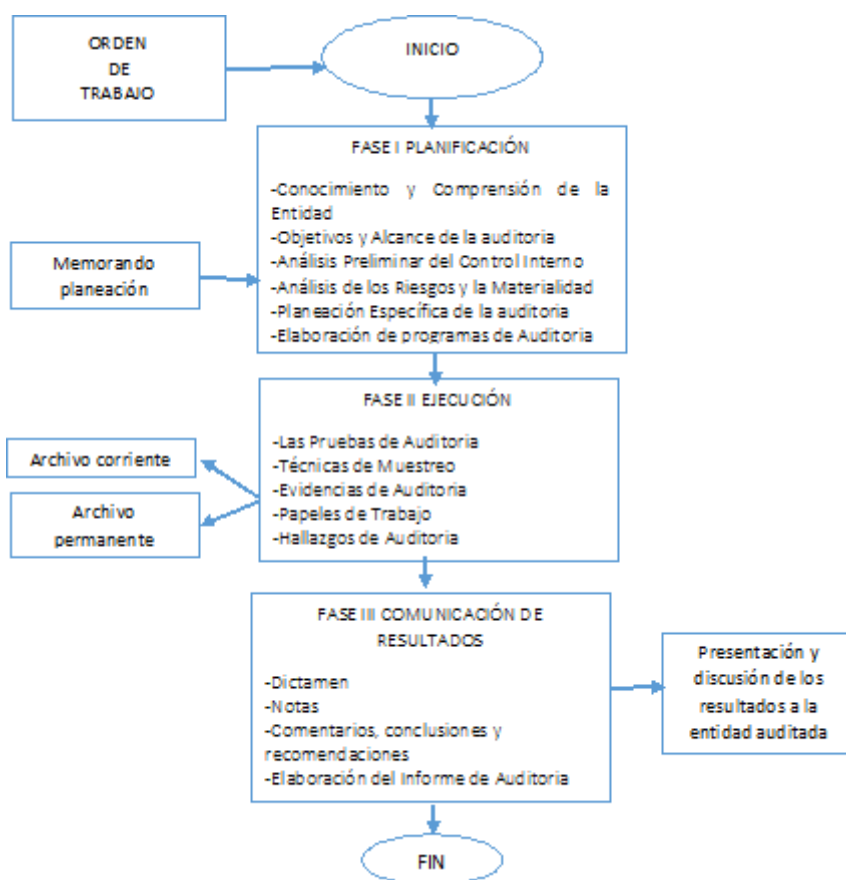 ORDEN
DE
TRABAJO
INICIO
FASE I PLANIFICACIÓN
-Conocimiento y Comprensión de la
Entidad
-Objetivos y Alcance de la auditoria
-Análisis Preliminar del Control Interno
-Análisis de los Riesgos y la Materialidad
-Planeación Específica de la auditoria
-Elaboración de programas de Auditoria
Memorando
planeación
FASE II EJECUCIÓN
-Las Pruebas de Auditoria
-Técnicas de Muestreo
-Evidencias de Auditoria
-Papeles de Trabajo
-Hallazgos de Auditoria
Archivo corriente
Archivo
permanente
FASE III COMUNICACIÓN DE
RESULTADOS
-Dictamen
-Notas
-Comentarios, conclusiones y
recomendaciones
-Elaboración del Informe de Auditoria
Presentación y
discusión de los
resultados a la
entidad auditada
FIN